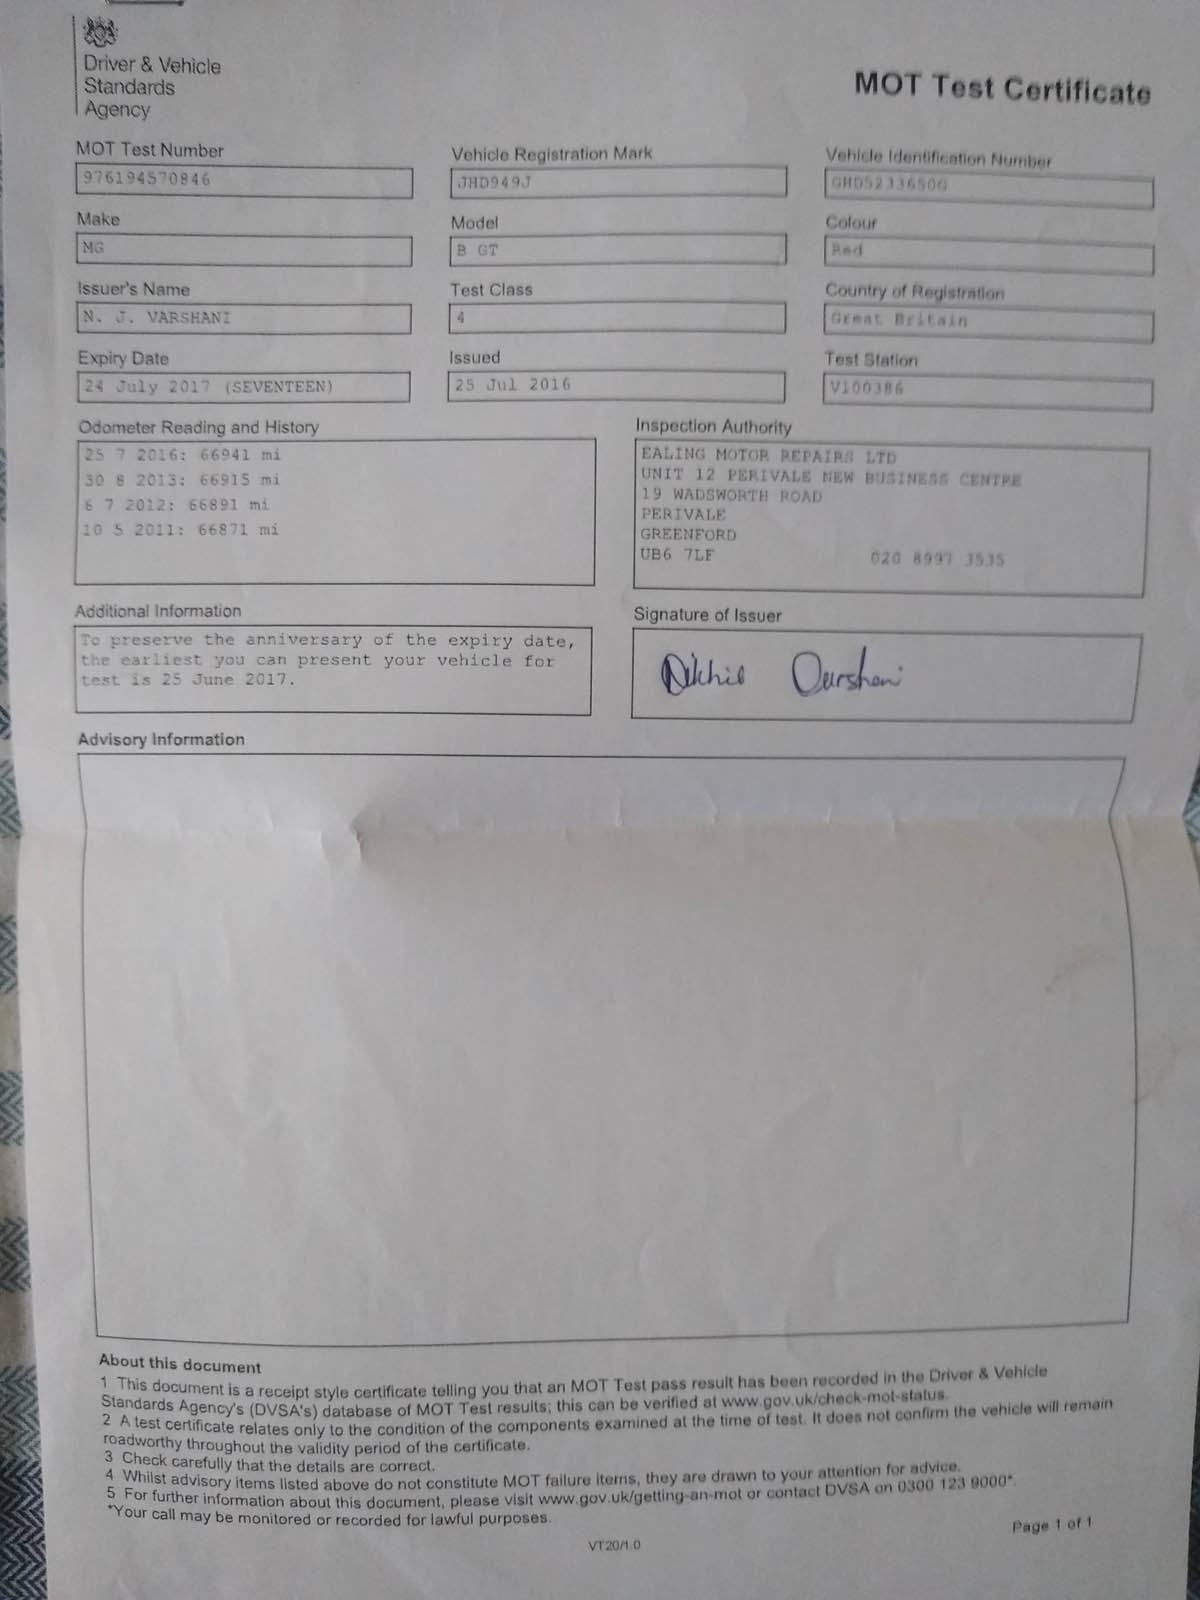 Driver & Vehicle
Standards
Agency
MOT Test Certificate
MOT Test Number
976194570846
Vehicle Registration Mark
JHD949J
Vehicle Identification Number
GHD5233650G
Make
MG
Model
B GT
Colour
Red
Issuer's Name
N. J. VARSHANI
Test Class
4
Country of Registration
Great Britain
Expiry Date
24 July 2017 (SEVENTEEN)
Issued
25 Jul 2016
Test Station
V100386
Odometer Reading and History
25 7 2016: 66941 mi
30 8 2013: 66915 mi
6 7 2012: 66891 mi
10 5 2011: 66871 mi
Inspection Authority
EALING MOTOR REPAIRS LTD
UNIT 12 PERIVALE NEW BUSINESS CENTRE
19 WADSWORTH ROAD
PERIVALE
GREENFORD
UB6 7LF 020 8997 3535
Additional Information
To preserve the anniversary of the expiry date,
the earliest you can present your vehicle for
test is 25 June 2017.
Signature of Issuer
Advisory Information
About this document
1 This document is a receipt style certificate telling you that an MOT Test pass result has been recorded in the Driver & Vehicle
Standards Agency's (DVSA's) database of MOT Test results; this can be verified at www.gov.uk/check-mot-status.
2 A test certificate relates only to the condition of the components examined at the time of test. It does not confirm the vehicle will remain
roadworthy throughout the validity period of the certificate.
3 Check carefully that the details are correct.
4 Whilst advisory items listed above do not constitute MOT failure items, they are drawn to your attention for advice.
5 For further information about this document, please visit www.gov.uk/getting-an-mot or contact DVSA on 0300 123 9000*.
*Your call may be monitored or recorded for lawful purposes.
Page 1 of 1
VT20/1.0